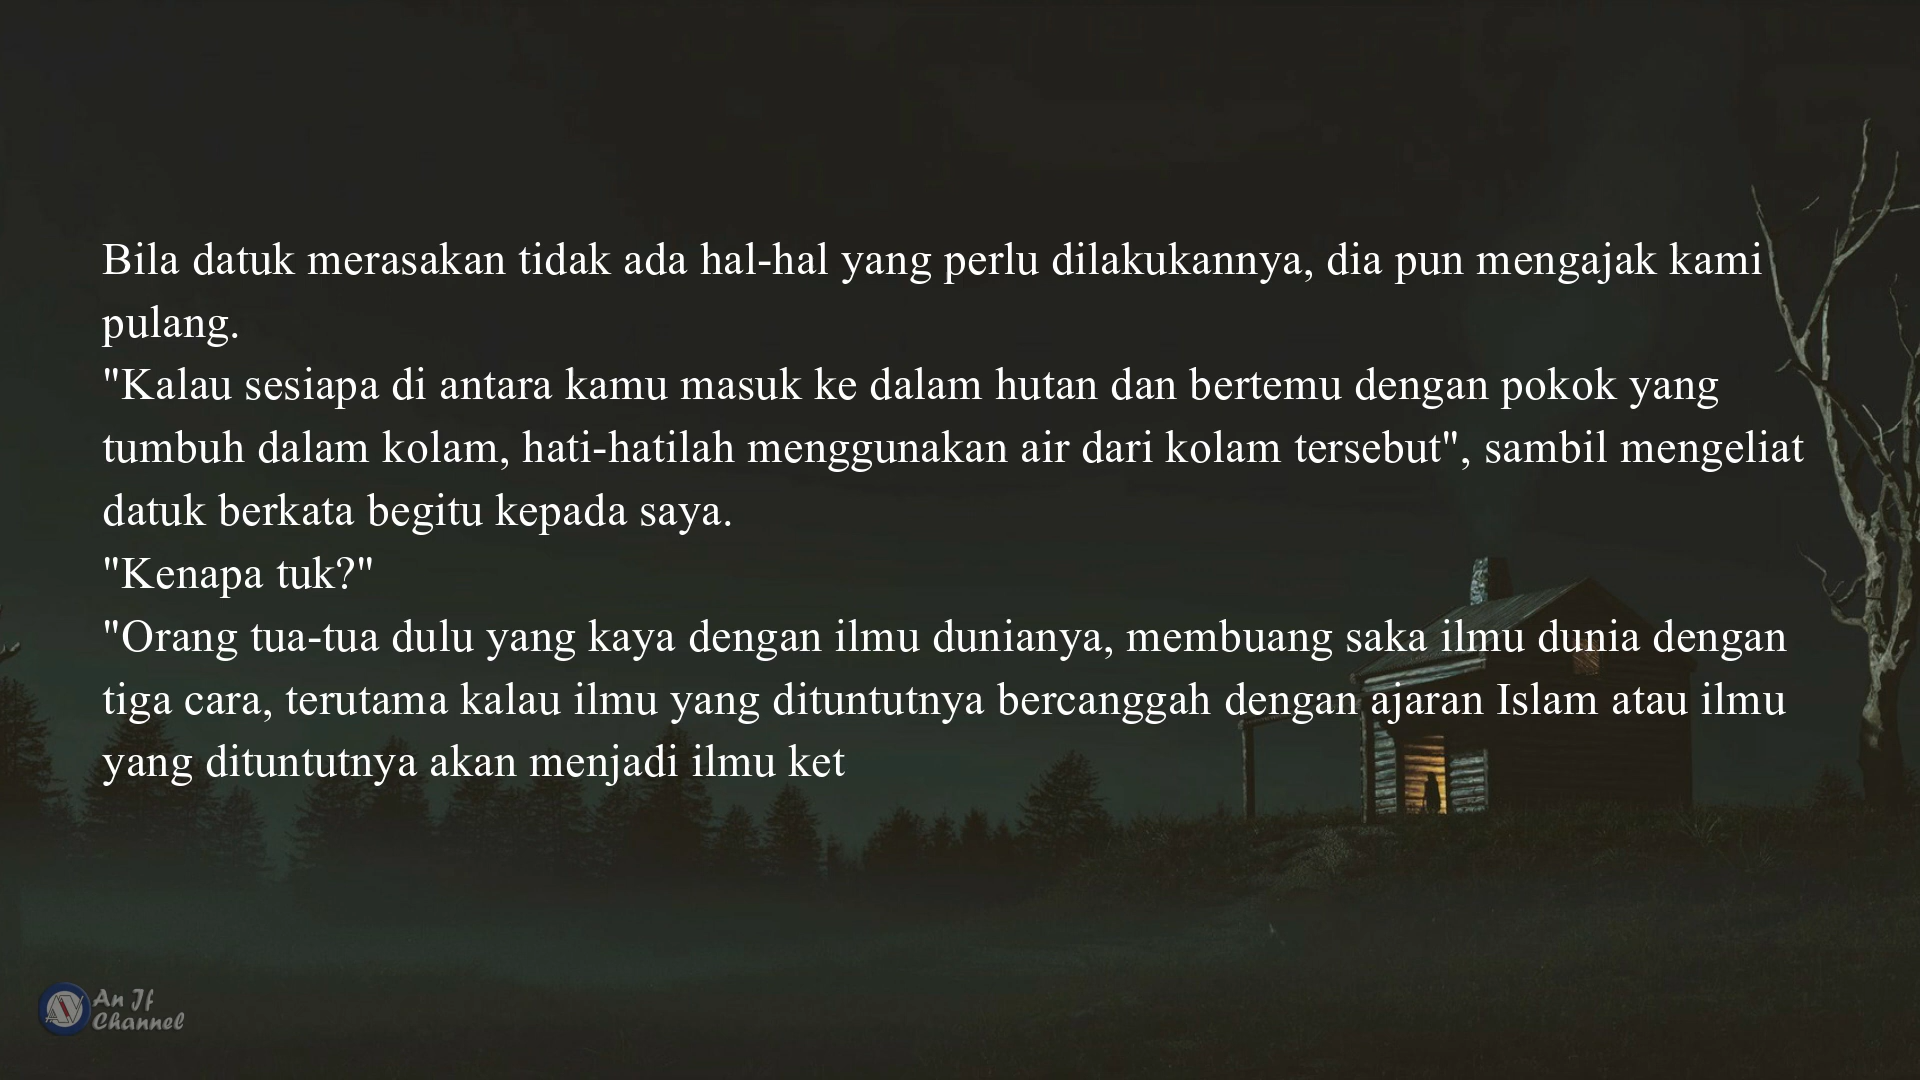 Bila datuk merasakan tidak ada hal-hal yang perlu dilakukannya, dia pun mengajak kami
pulang.
"Kalau sesiapa di antara kamu masuk ke dalam hutan dan bertemu dengan pokok yang
tumbuh dalam kolam, hati-hatilah menggunakan air dari kolam tersebut", sambil mengeliat
datuk berkata begitu kepada saya.
"Kenapa tuk?"
"Orang tua-tua dulu yang kaya dengan ilmu dunianya, membuang saka ilmu dunia dengan
tiga cara, terutama kalau ilmu yang dituntutnya bercanggah dengan ajaran Islam atau ilmu
yang dituntutnya akan menjadi ilmu ket
An If
Channel